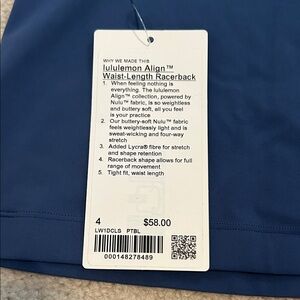 WHY WE MADE THIS
lululemon Align™
Waist-Length Racerback
1. When feeling nothing is
everything. The lululemon
Align™ collection, powered by
Nulu™ fabric, is so weightless
and buttery soft, all you feel
is your practice
2. Our buttery-soft Nulu™ fabric
feels weightlessly light and is
sweat-wicking and four-way
stretch
3. Added Lycra® fibre for stretch
and shape retention
4. Racerback shape allows for full
range of movement
5. Tight fit, waist length
4 $58.00
LW1DCLS PTBL
000148278489